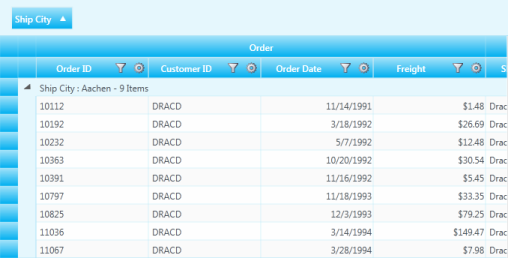 Ship City
Order
Order ID Customer ID Order Date Freight S
Ship City : Aachen - 9 Items
10112 DRACD 11/14/1991 $1.48 Drac
10192 DRACD 3/18/1992 $26.69 Drac
10232 DRACD 5/7/1992 $12.48 Drac
10363 DRACD 10/20/1992 $30.54 Drac
10391 DRACD 11/16/1992 $5.45 Drac
10797 DRACD 11/18/1993 $33.35 Drac
10825 DRACD 12/3/1993 $79.25 Drac
11036 DRACD 3/14/1994 $149.47 Drac
11067 DRACD 3/28/1994 $7.98 Drac